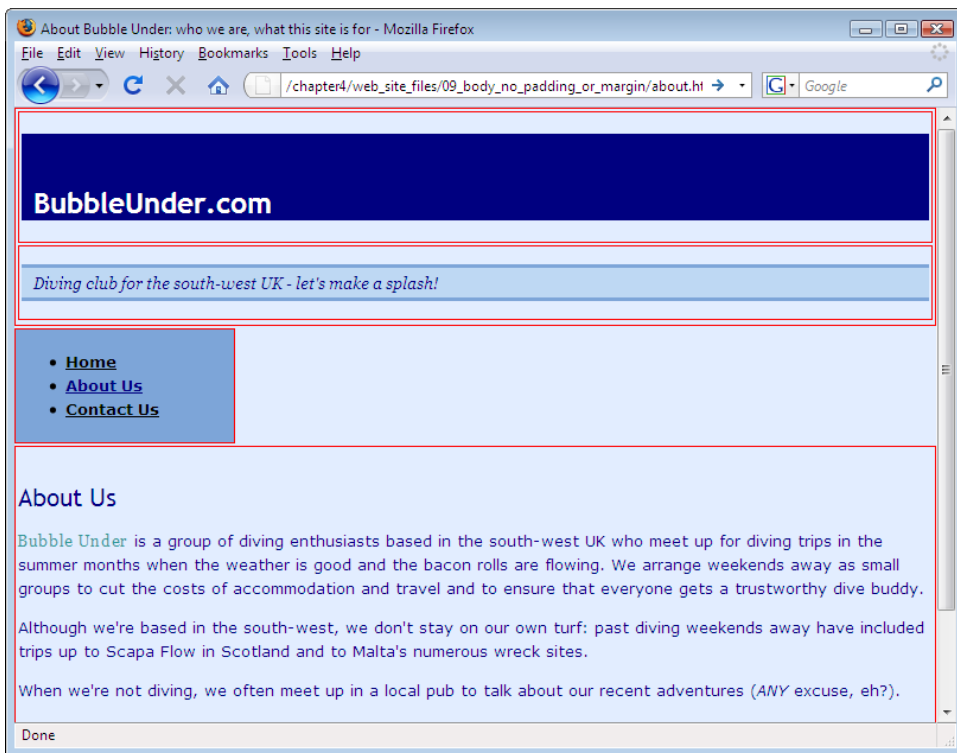 About Bubble Under: who we are, what this site is for - Mozilla Firefox
File Edit View History Bookmarks Tools Help
/chapter4/web_site_files/09_body_no_padding_or_margin/about.ht
G Google
BubbleUnder.com
Diving club for the south-west UK - let's make a splash!
• Home
• About Us
• Contact Us
About Us
Bubble Under is a group of diving enthusiasts based in the south-west UK who meet up for diving trips in the
summer months when the weather is good and the bacon rolls are flowing. We arrange weekends away as small
groups to cut the costs of accommodation and travel and to ensure that everyone gets a trustworthy dive buddy.
Although we're based in the south-west, we don't stay on our own turf: past diving weekends away have included
trips up to Scapa Flow in Scotland and to Malta's numerous wreck sites.
When we're not diving, we often meet up in a local pub to talk about our recent adventures (ANY excuse, eh?).
Done